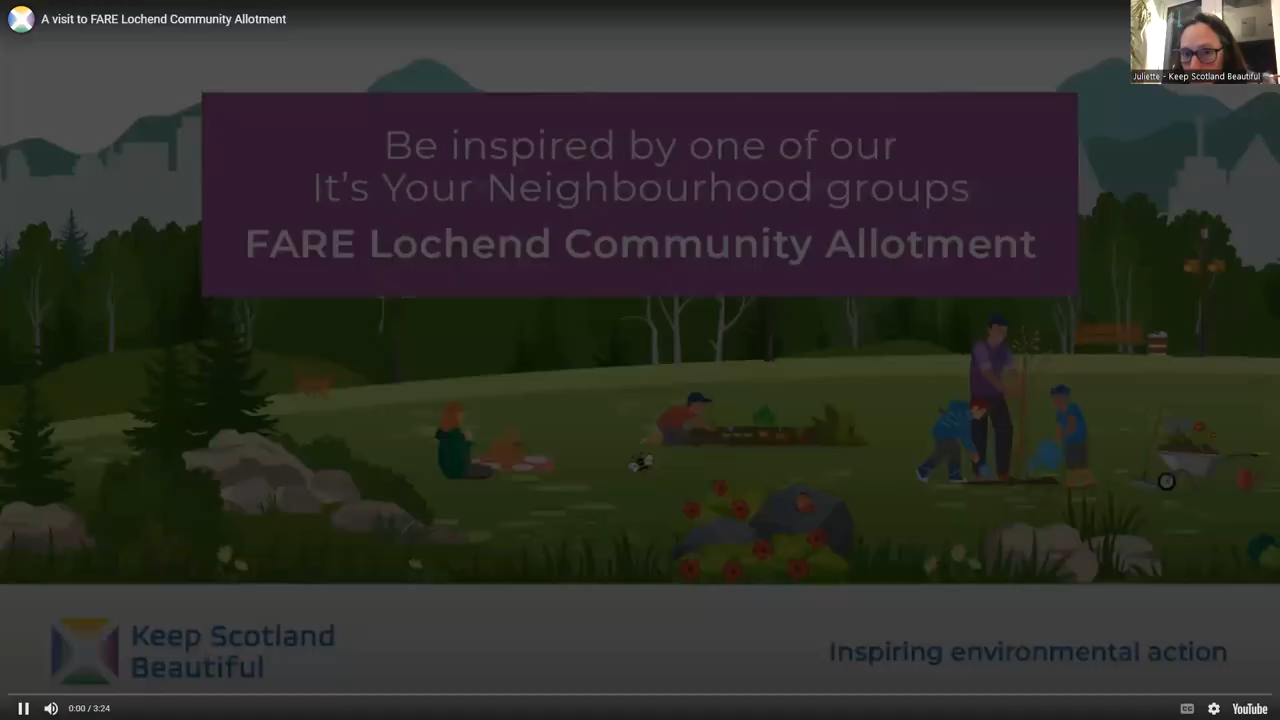 A visit to FARE Lochend Community Allotment
Juliette - Keep Scotland Beautiful
Be inspired by one of our
It's Your Neighbourhood groups
FARE Lochend Community Allotment
Keep Scotland
Beautiful
Inspiring environmental action
0:00 / 3:24
CC
YouTube